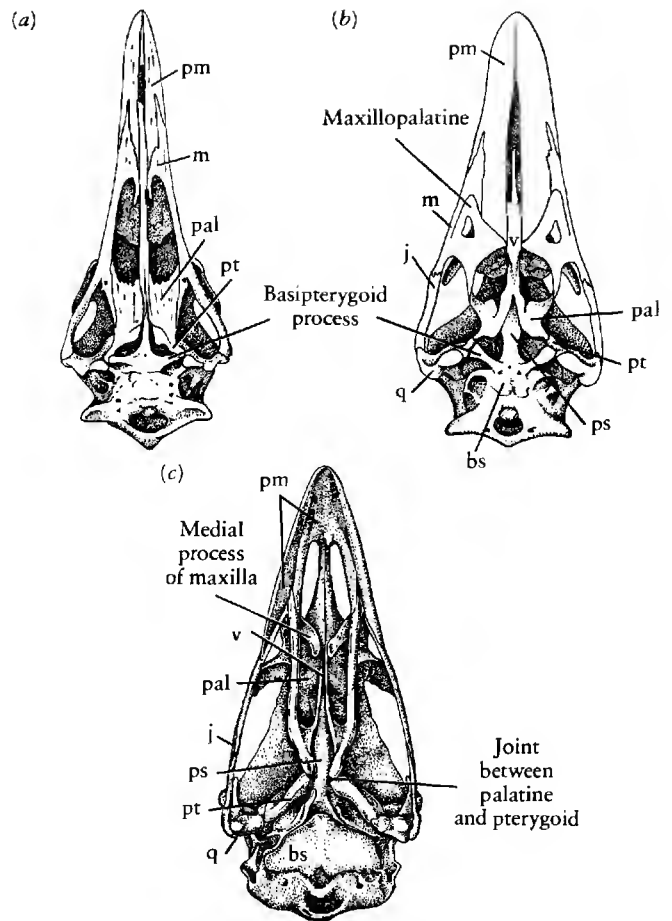 (a)
pm
m
pal
pt
Basipterygoid
process
(b)
pm
Maxillopalatine
m
j
v
pal
pt
q
ps
bs
(c)
pm
Medial
process
of maxilla
v
pal
j
ps
pt
q
bs
Joint
between
palatine
and pterygoid